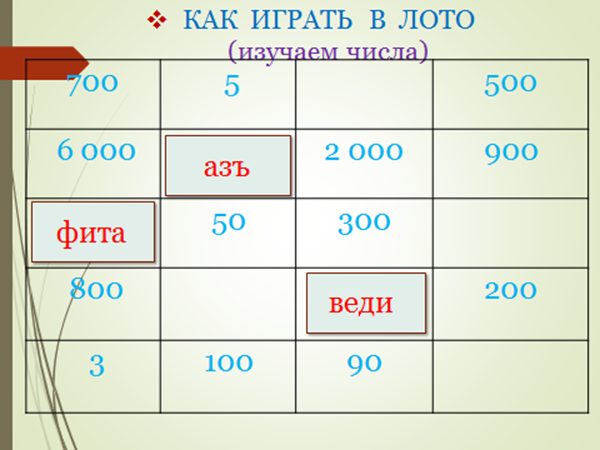 ❖ КАК ИГРАТЬ В ЛОТО
(изучаем числа)
700 5 500
6 000 азъ 2 000 900
фита 50 300
800 веди 200
3 100 90